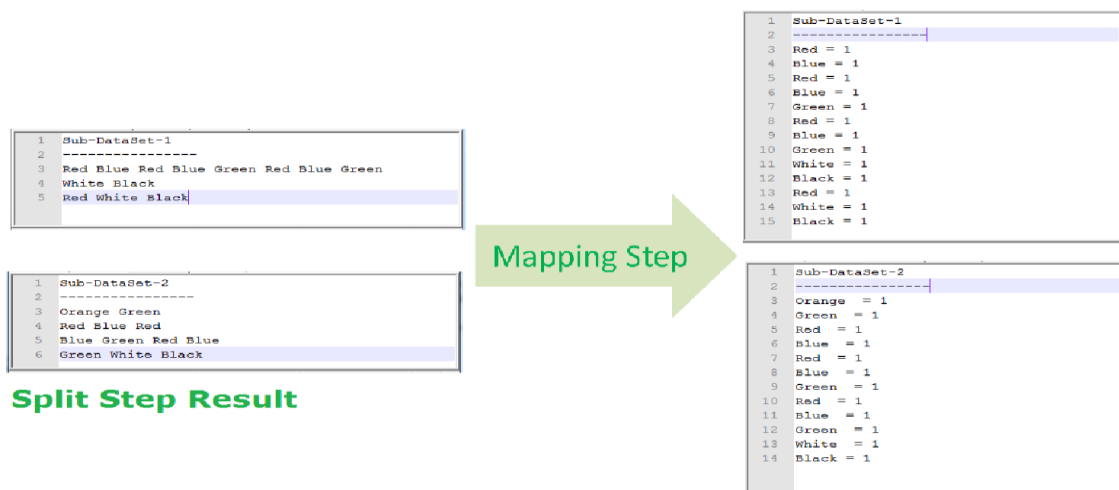 1 Sub-DataSet-1
2 ----------------
3 Red Blue Red Blue Green Red Blue Green
4 White Black
5 Red White Black
1 Sub-DataSet-2
2 ----------------
3 Orange Green
4 Red Blue Red
5 Blue Green Red Blue
6 Green White Black
Split Step Result
Mapping Step
1 Sub-DataSet-1
2 -----------------
3 Red = 1
4 Blue = 1
5 Red = 1
6 Blue = 1
7 Green = 1
8 Red = 1
9 Blue = 1
10 Green = 1
11 White = 1
12 Black = 1
13 Red = 1
14 White = 1
15 Black = 1
1 Sub-DataSet-2
2 -----------------
3 Orange  = 1
4 Green  = 1
5 Red  = 1
6 Blue  = 1
7 Red  = 1
8 Blue  = 1
9 Green  = 1
10 Red  = 1
11 Blue  = 1
12 Green  = 1
13 White  = 1
14 Black = 1